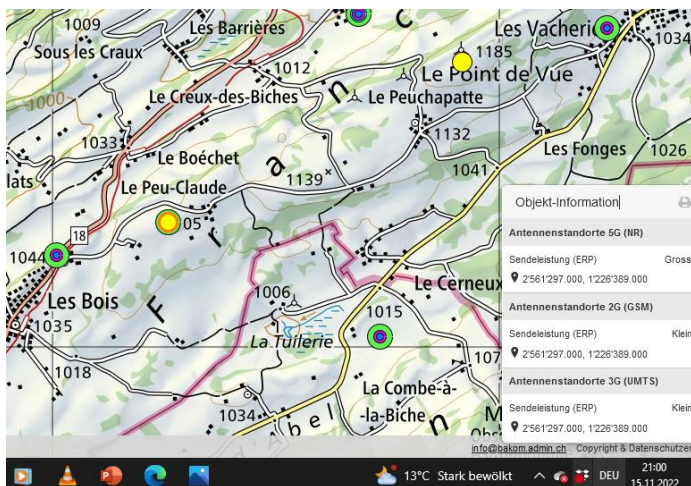 1009
Les Barrières
c
Les Vacheri
1034
Sous les Craux
1185
Le Point de Vue
1012
n
1000
Le Creux-des-Biches
Le Peuchapatte
1132
1033
Le Boéchet
a
Les Fonges
1026
lats
1139
1041
Le Peu-Claude
05
r
18
1044
F
Le Cerneux
1006
Les Bois
1015
1035
La Tuilerie
1018
107
La Combe-à-
-la-Biche
1034
bel
n
M
Objekt-Information
Antennenstandorte 5G (NR)
Sendeleistung (ERP) Gross
2'561'297.000, 1'226'389.000
Antennenstandorte 2G (GSM)
Sendeleistung (ERP) Klein
2'561'297.000, 1'226'389.000
Antennenstandorte 3G (UMTS)
Sendeleistung (ERP) Klein
2'561'297.000, 1'226'389.000
info@bakom.admin.ch Copyright & Datenschutzer
13°C Stark bewölkt DEU 21:00
15.11.2022